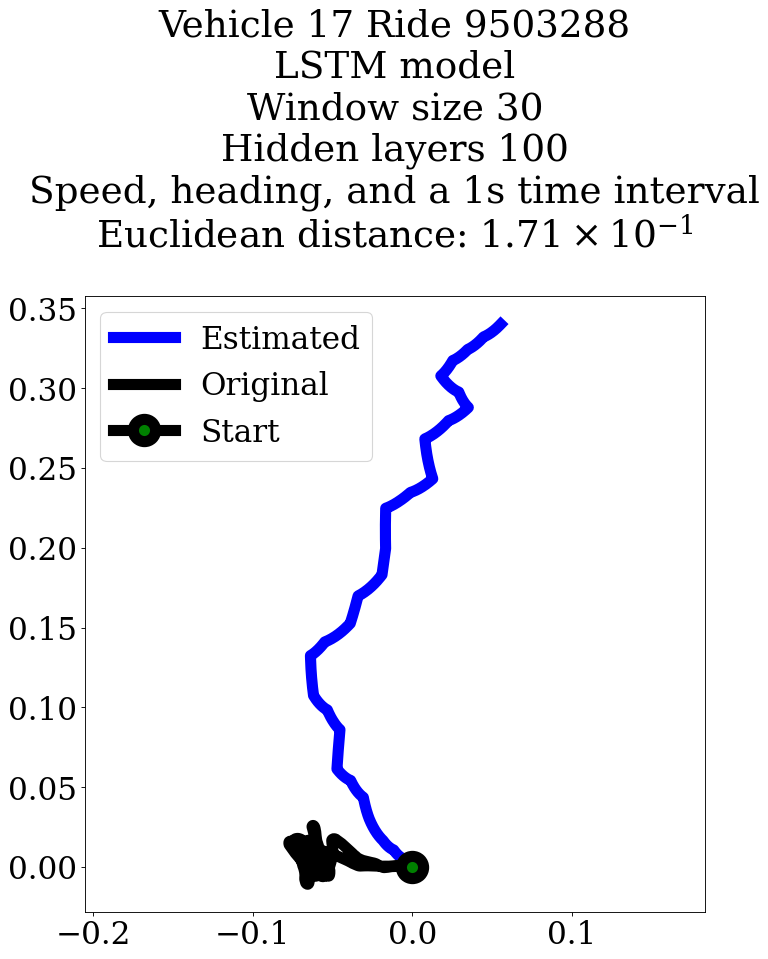 Vehicle 17 Ride 9503288
LSTM model
Window size 30
Hidden layers 100
Speed, heading, and a 1s time interval
Euclidean distance: 1.71 × 10⁻¹
0.35
0.30
0.25
0.20
0.15
0.10
0.05
0.00
Estimated
Original
Start
−0.2
−0.1
0.0
0.1